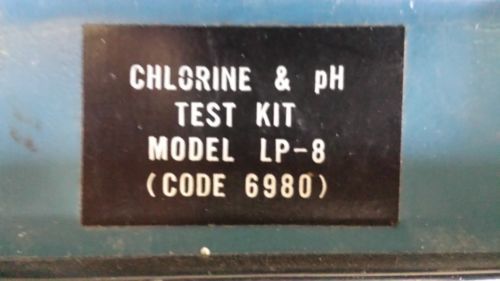 CHLORINE & pH
TEST KIT
MODEL LP-8
(CODE 6980)